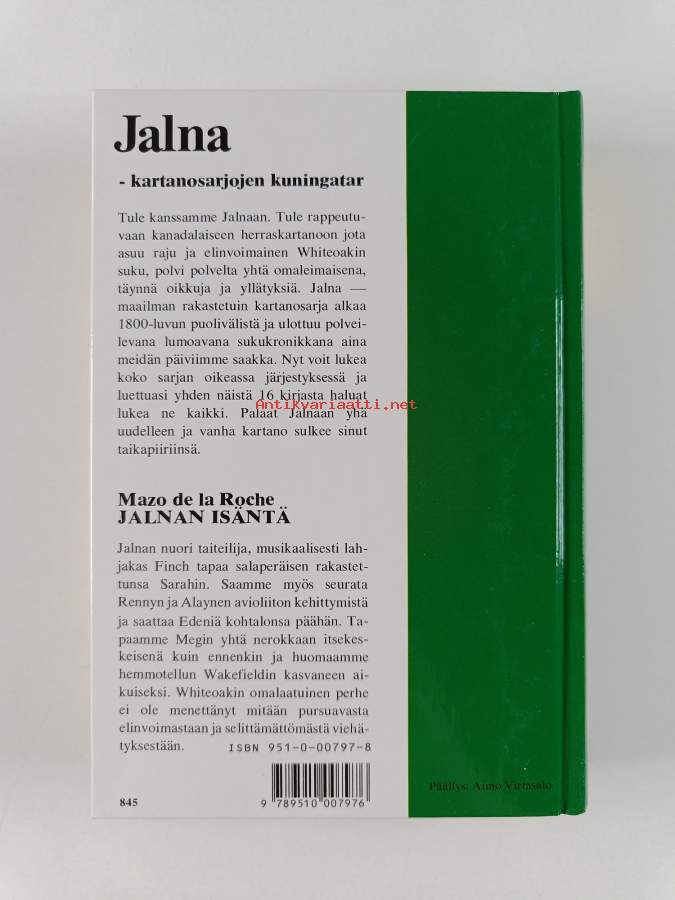 Jalna
- kartanosarjojen kuningatar
Tule kanssamme Jalnaan. Tule rappeutu-
vaan kanadalaiseen herraskartanoon jota
asuu raju ja elinvoimainen Whiteoakin
suku, polvi polvelta yhtä omaleimaisena,
täynnä oikkuja ja yllätyksiä. Jalna —
maailman rakastetuin kartanosarja alkaa
1800-luvun puolivälistä ja ulottuu polvei-
levana lumoavana sukukronikkana aina
meidän päiviimme saakka. Nyt voit lukea
koko sarjan oikeassa järjestyksessä ja
luettuasi yhden näistä 16 kirjasta haluat
Antikvariaatti.net
lukea ne kaikki. Palaat Jalnaan yhä
uudelleen ja vanha kartano sulkee sinut
taikapiiriinsä.
Mazo de la Roche
JALNAN ISÄNTÄ
Jalnan nuori taiteilija, musikaalisesti lah-
jakas Finch tapaa salaperäisen rakastet-
tunsa Sarahin. Saamme myös seurata
Rennyn ja Alaynen avioliiton kehittymistä
ja saattaa Edeniä kohtalonsa päähän. Ta-
paamme Megin yhtä nerokkaan itsekes-
keisenä kuin ennenkin ja huomaamme
hemmotellun Wakefieldin kasvaneen ai-
kuiseksi. Whiteoakin omalaatuinen perhe
ei ole menettänyt mitään pursuavasta
elinvoimastaan ja selittämättömästä viehä-
tyksestään. ISBN 951-0-00797-8
845
9 789510 007976
Päällys: Aimo Virtasalo